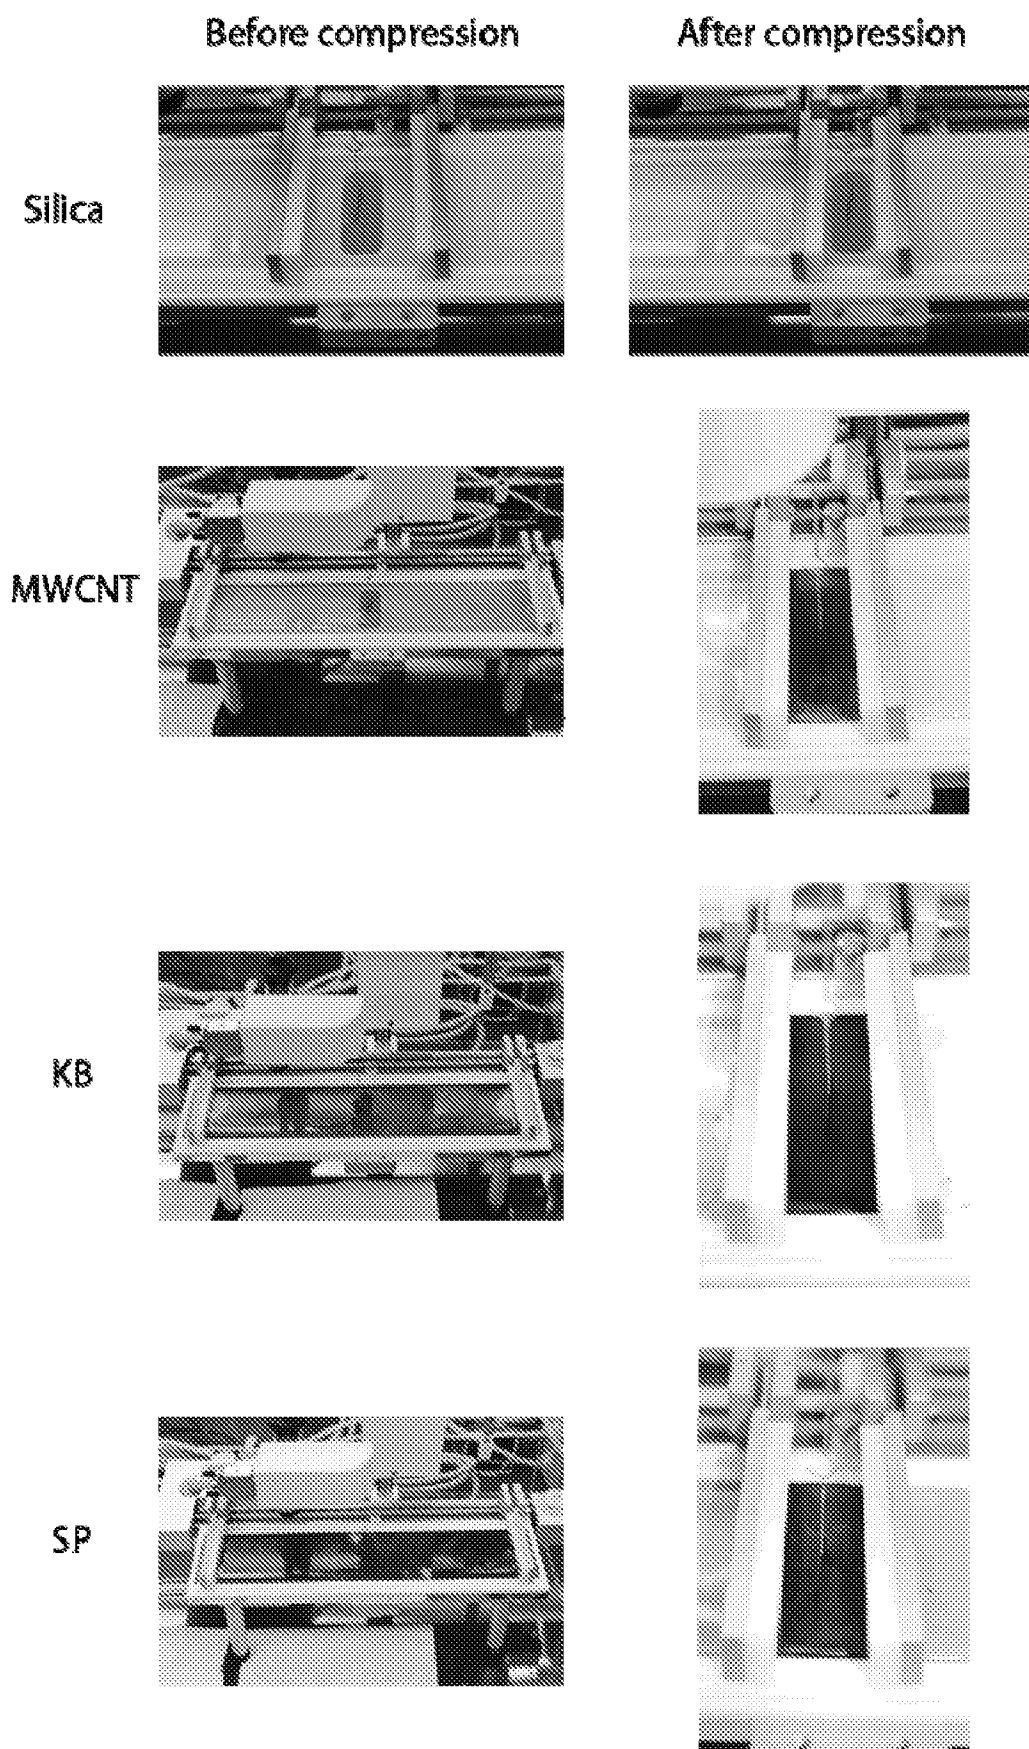 Before compression
After compression
Silica
MWCNT
KB
SP